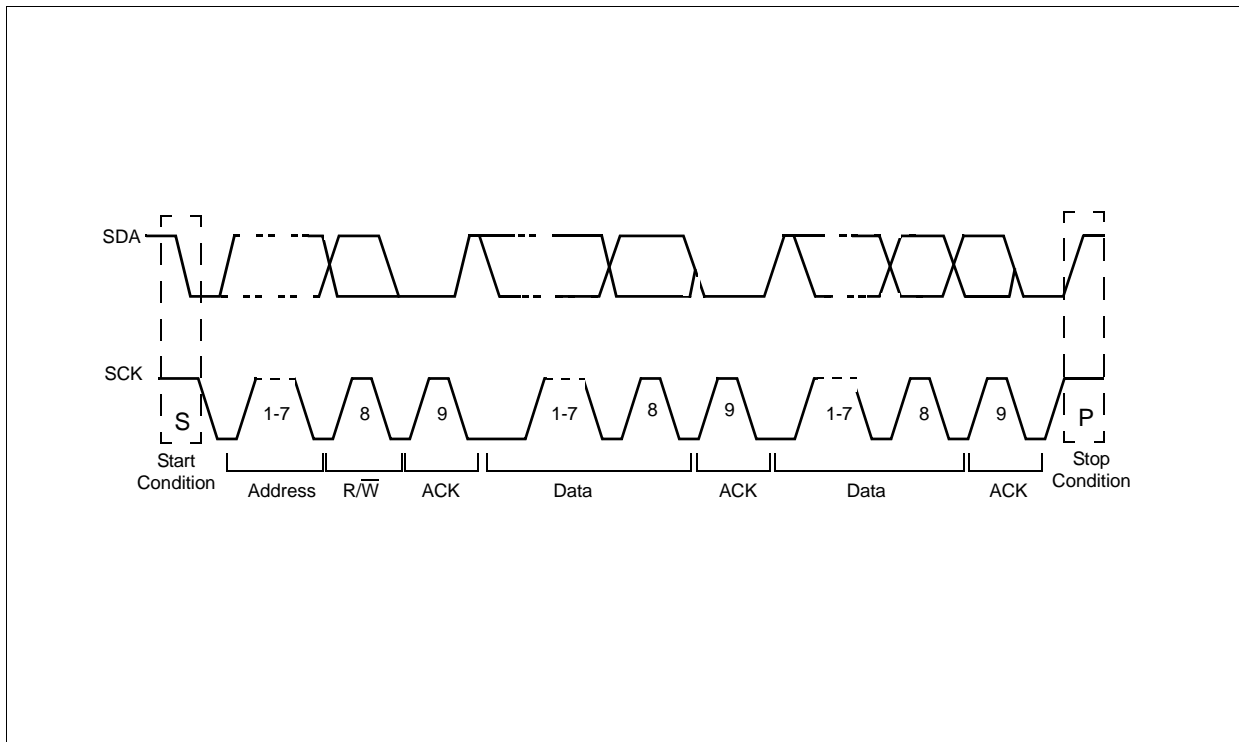 SDA
SCK
S
1-7
8
9
1-7
8
9
1-7
8
9
P
Start
Condition
Address
R/W̅
ACK
Data
ACK
Data
ACK
Stop
Condition